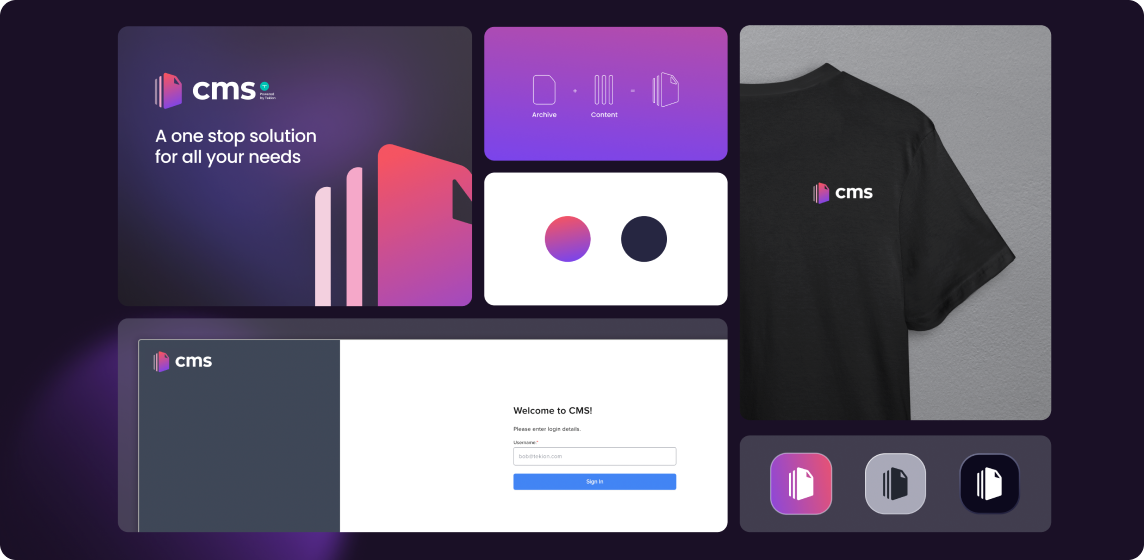 cms
Powered
by Tekion
A one stop solution
for all your needs
+
=
Archive
Content
cms
cms
Welcome to CMS!
Please enter login details.
Username*
bob@tekion.com
Sign In